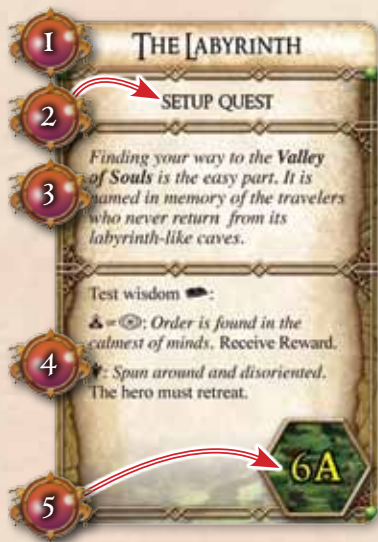 1
THE LABYRINTH
2
SETUP QUEST
3
Finding your way to the Valley
of Souls is the easy part. It is
named in memory of the travelers
who never return from its
labyrinth-like caves.
Test wisdom :
= : Order is found in the
calmest of minds. Receive Reward.
4
: Spun around and disoriented.
The hero must retreat.
6A
5